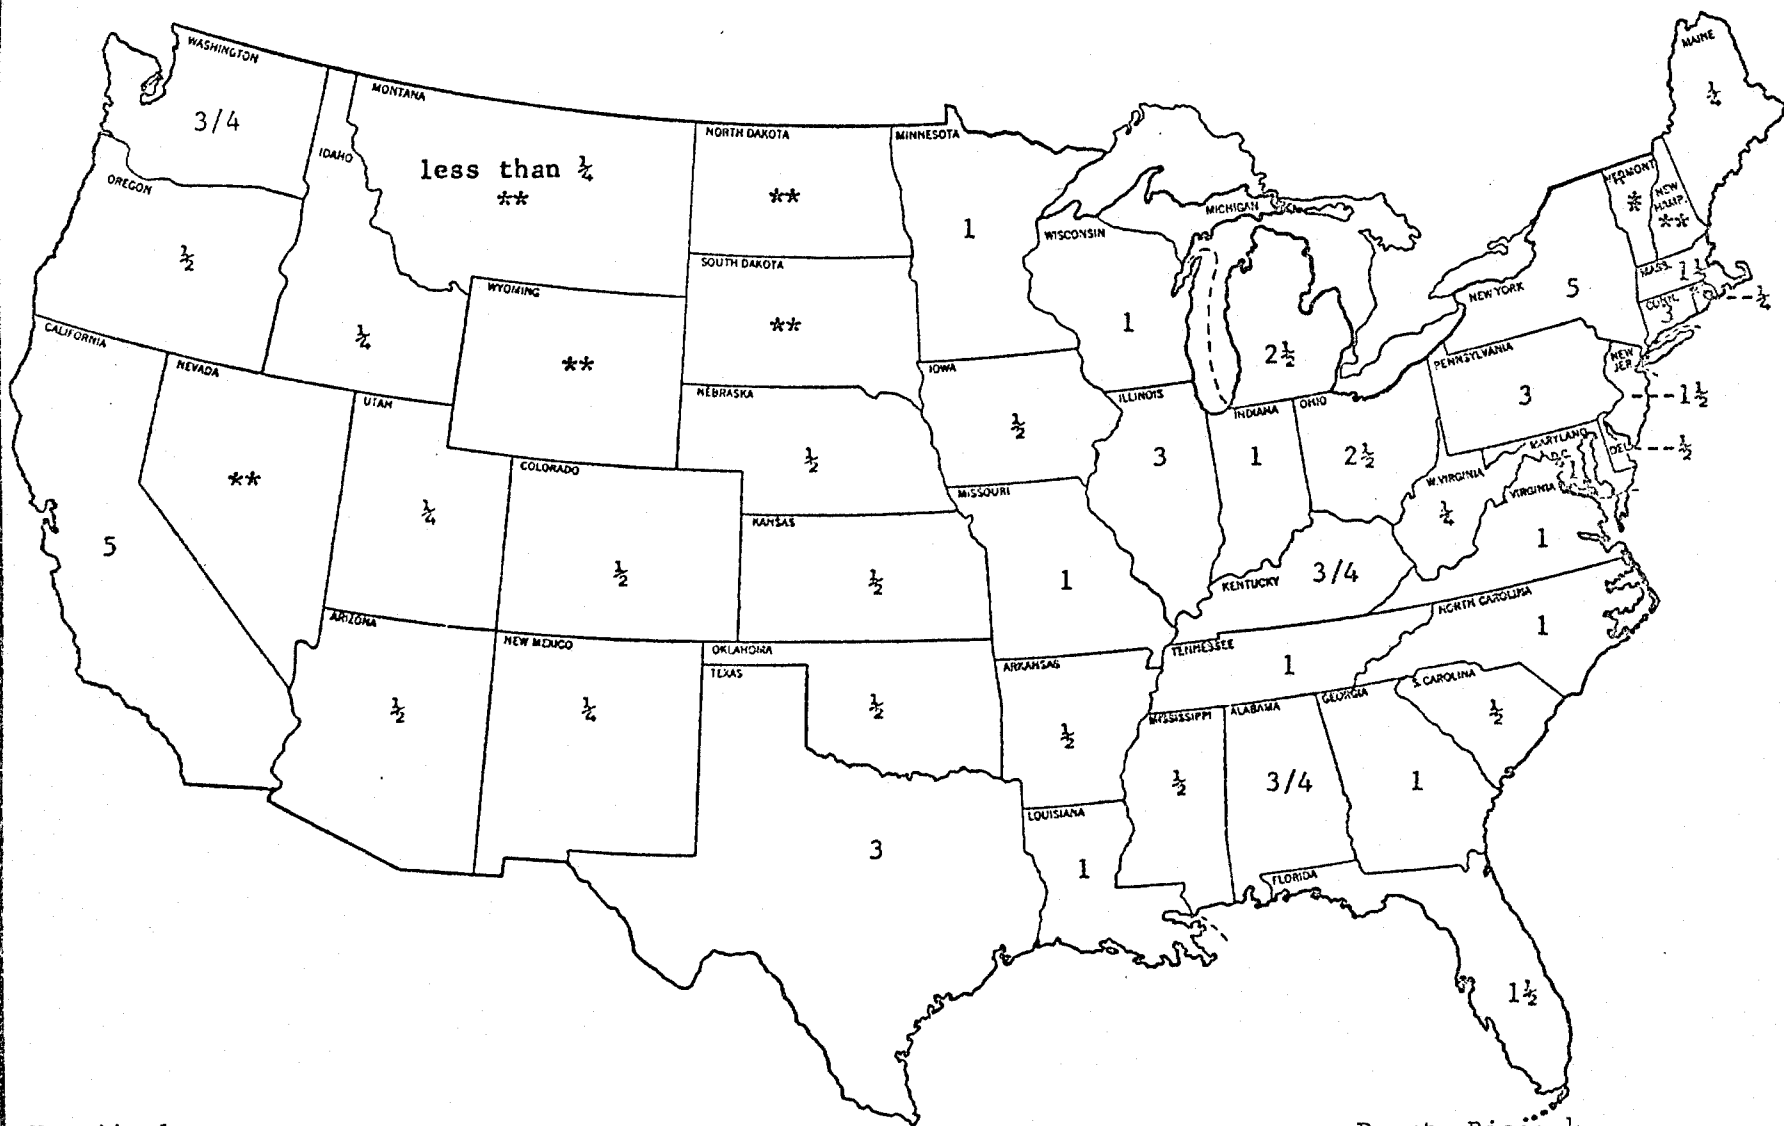 WASHINGTON
3/4
MONTANA
less than ¼
**
NORTH DAKOTA
**
MINNESOTA
1
IDAHO
¼
OREGON
½
MAINE
¼
VERMONT
*
NEW
HAMP.
**
MICHIGAN
2½
WISCONSIN
1
SOUTH DAKOTA
**
WYOMING
**
MASS.
1½
CONN.
3
--¼
NEW YORK
5
CALIFORNIA
5
NEVADA
**
UTAH
¼
IOWA
½
NEBRASKA
½
ILLINOIS
3
INDIANA
1
OHIO
2½
PENNSYLVANIA
3
NEW
JER.
---1½
MARYLAND
D.C.
1
DEL.
---½
COLORADO
½
KANSAS
½
MISSOURI
1
W. VIRGINIA
¼
VIRGINIA
1
KENTUCKY
3/4
ARIZONA
½
NEW MEXICO
¼
OKLAHOMA
½
TEXAS
3
ARKANSAS
½
TENNESSEE
1
NORTH CAROLINA
1
S. CAROLINA
½
MISSISSIPPI
½
ALABAMA
3/4
GEORGIA
1
LOUISIANA
1
FLORIDA
1½